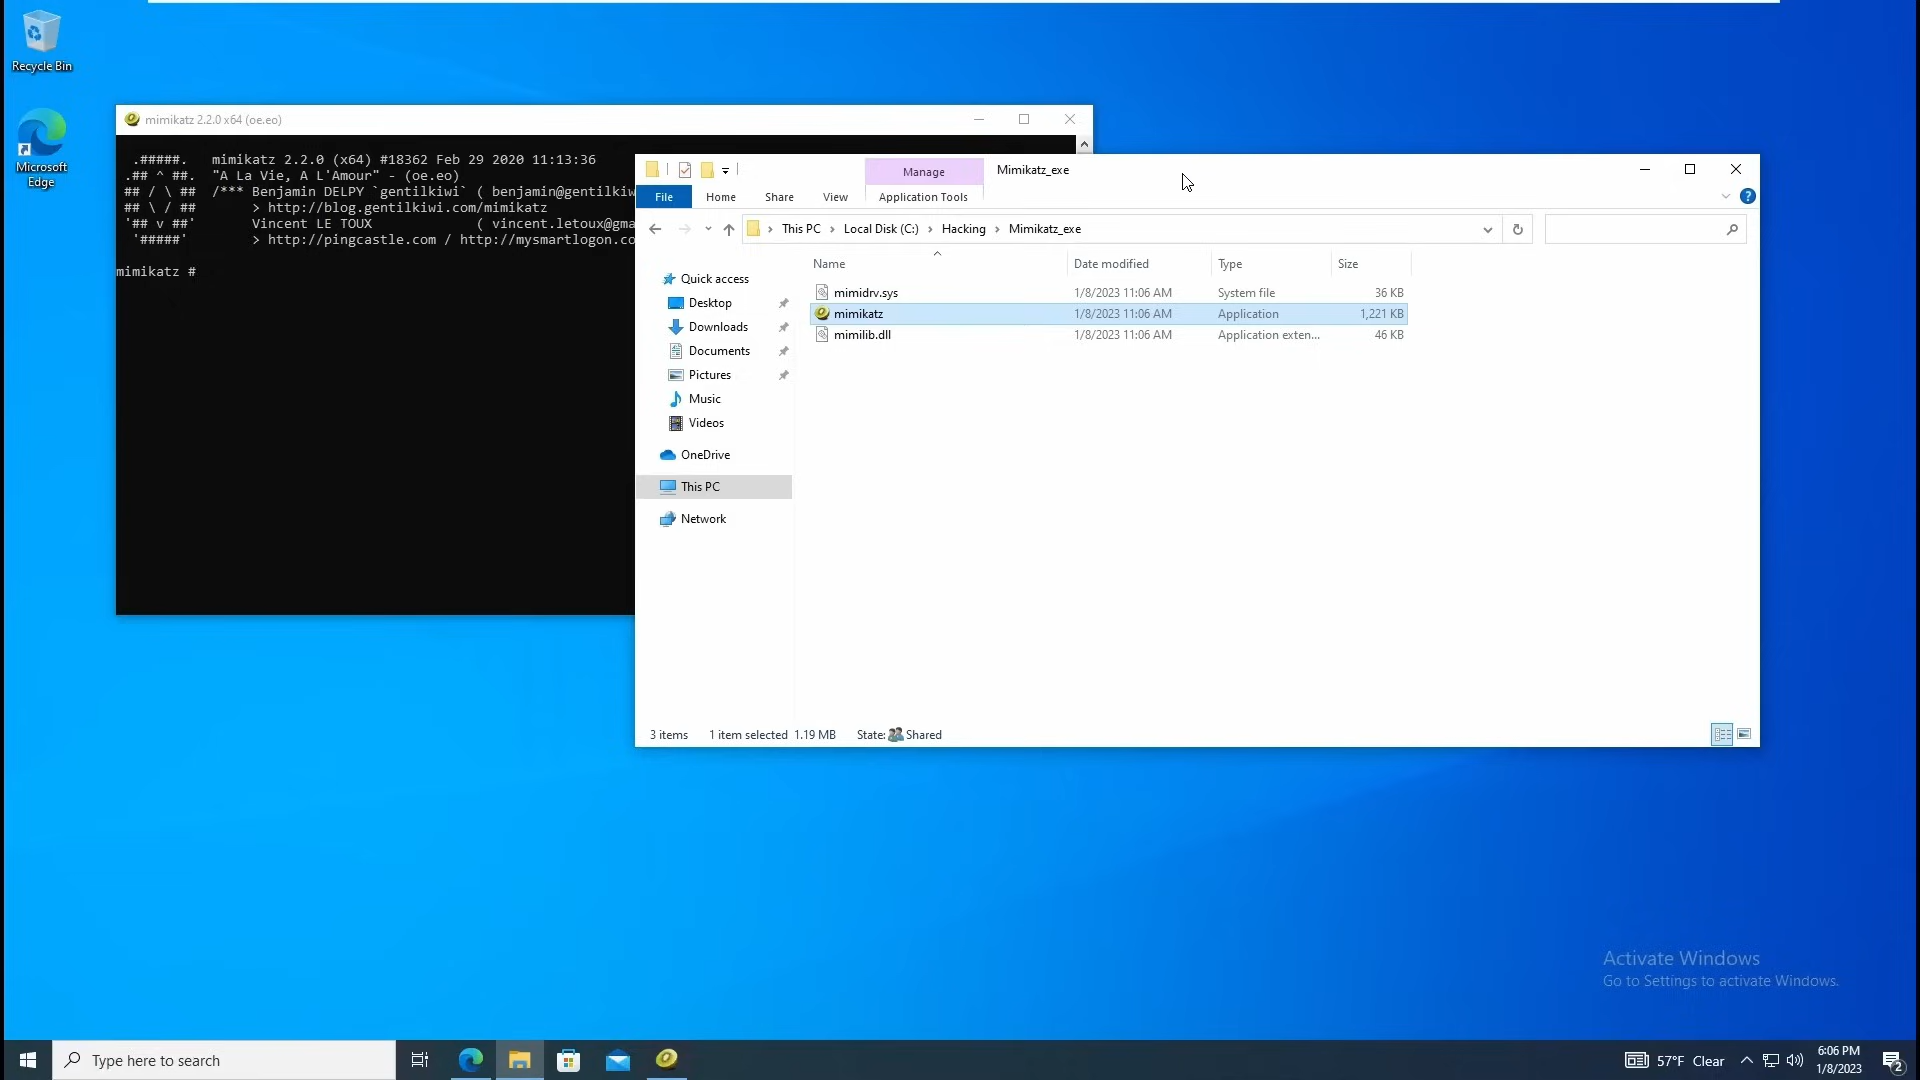 Recycle Bin
Microsoft
Edge
mimikatz 2.2.0 x64 (oe.eo)
.#####.   mimikatz 2.2.0 (x64) #18362 Feb 29 2020 11:13:36
.## ^ ##.  "A La Vie, A L'Amour" - (oe.eo)
## / \ ##  /*** Benjamin DELPY `gentilkiwi` ( benjamin@gentilkiw
## \ / ##       > http://blog.gentilkiwi.com/mimikatz
'## v ##'       Vincent LE TOUX             ( vincent.letoux@gma
'#####'        > http://pingcastle.com / http://mysmartlogon.co
mimikatz #
Manage
Mimikatz_exe
File
Home
Share
View
Application Tools
This PC
Local Disk (C:)
Hacking
Mimikatz_exe
Name
Date modified
Type
Size
mimidrv.sys 1/8/2023 11:06 AM System file 36 KB
mimikatz 1/8/2023 11:06 AM Application 1,221 KB
mimilib.dll 1/8/2023 11:06 AM Application exten... 46 KB
Quick access
Desktop
Downloads
Documents
Pictures
Music
Videos
OneDrive
This PC
Network
3 items
1 item selected 1.19 MB
State: Shared
Activate Windows
Go to Settings to activate Windows.
Type here to search
57°F Clear
6:06 PM
1/8/2023
2